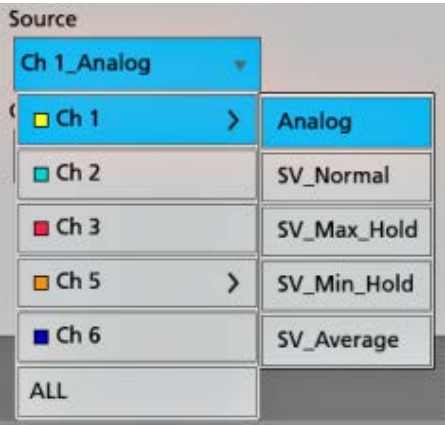 Source
Ch 1_Analog
Ch 1
Analog
Ch 2
SV_Normal
Ch 3
SV_Max_Hold
Ch 5
SV_Min_Hold
Ch 6
SV_Average
ALL